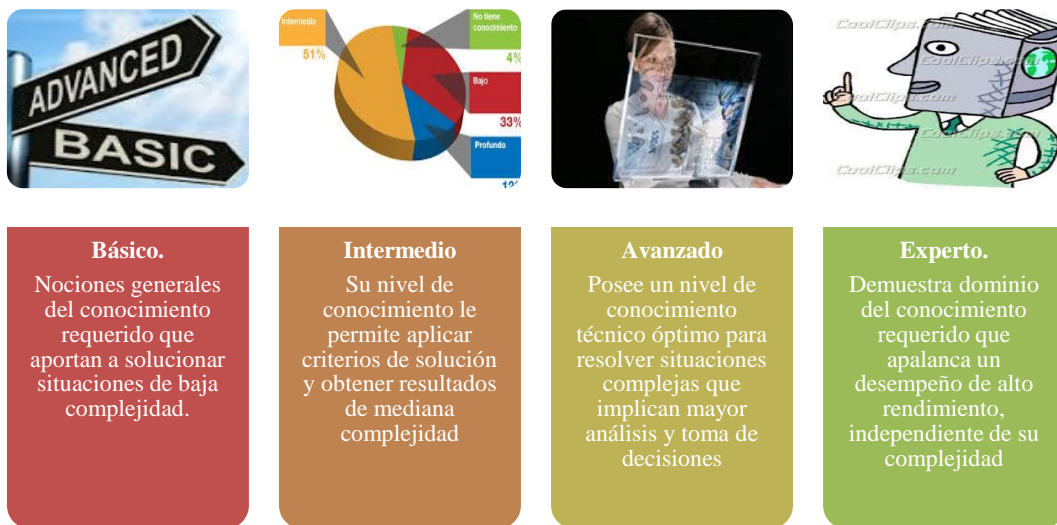 ADVANCED
BASIC
Intermedio
51%
No tiene
conocimiento
4%
Bajo
33%
Profundo
CoolClips.com
CoolClips.com
CoolClips.com
CoolClips.com
CoolClips.com
Básico.
Nociones generales
del conocimiento
requerido que
aportan a solucionar
situaciones de baja
complejidad.
Intermedio
Su nivel de
conocimiento le
permite aplicar
criterios de solución
y obtener resultados
de mediana
complejidad
Avanzado
Posee un nivel de
conocimiento
técnico óptimo para
resolver situaciones
complejas que
implican mayor
análisis y toma de
decisiones
Experto.
Demuestra dominio
del conocimiento
requerido que
apalanca un
desempeño de alto
rendimiento,
independiente de su
complejidad